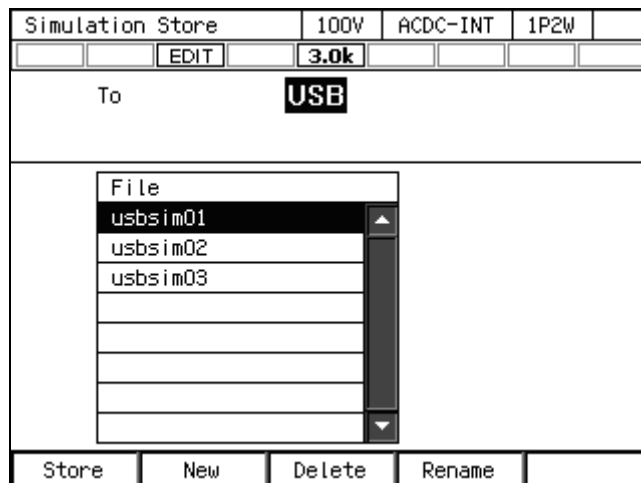 Simulation Store 100V ACDC-INT 1P2W
EDIT 3.0k
To USB
File
usbsim01
usbsim02
usbsim03
Store New Delete Rename